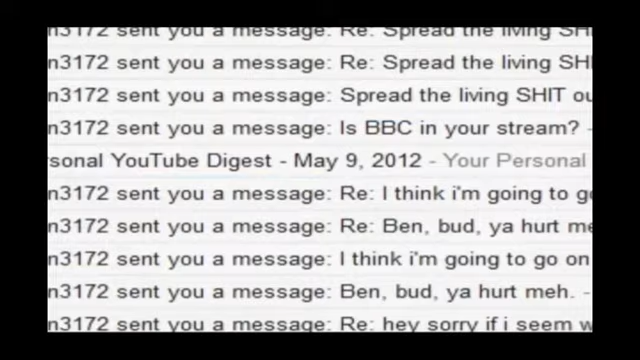 n3172 sent you a message: Re: Spread the living SH
n3172 sent you a message: Re: Spread the living SH
n3172 sent you a message: Spread the living SHIT ou
n3172 sent you a message: Is BBC in your stream? -
sonal YouTube Digest - May 9, 2012 - Your Personal
n3172 sent you a message: Re: I think i'm going to g
n3172 sent you a message: Re: Ben, bud, ya hurt me
n3172 sent you a message: I think i'm going to go on
n3172 sent you a message: Ben, bud, ya hurt meh. -
n3172 sent you a message: Re: hey sorry if i seem w